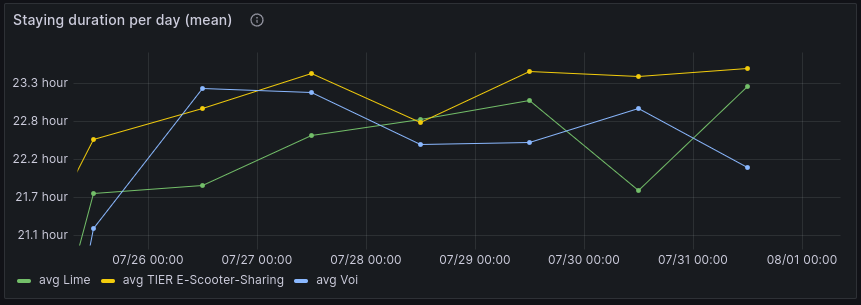 Staying duration per day (mean)
23.3 hour
22.8 hour
22.2 hour
21.7 hour
21.1 hour
07/26 00:00 07/27 00:00 07/28 00:00 07/29 00:00 07/30 00:00 07/31 00:00 08/01 00:00
avg Lime avg TIER E-Scooter-Sharing avg Voi